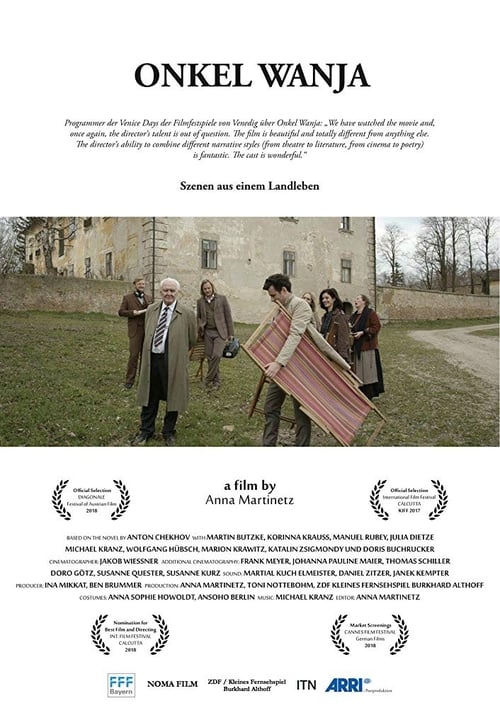 ONKEL WANJA
Programmer der Venice Days der Filmfestspiele von Venedig über Onkel Wanja: „We have watched the movie and,
once again, the director's talent is out of question. The film is beautiful and totally different from anything else.
The director's ability to combine different narrative styles (from theatre to literature, from cinema to poetry)
is fantastic. The cast is wonderful."
Szenen aus einem Landleben
Official Selection
DIAGONALE
Festival of Austrian Film
2018
a film by
Anna Martinetz
Official Selection
International Film Festival
CALCUTTA
KIFF 2017
BASED ON THE NOVEL BY ANTON CHEKHOV WITH MARTIN BUTZKE, KORINNA KRAUSS, MANUEL RUBEY, JULIA DIETZE
MICHAEL KRANZ, WOLFGANG HÜBSCH, MARION KRAWITZ, KATALIN ZSIGMONDY UND DORIS BUCHRUCKER
CINEMATOGRAPHER JAKOB WIESSNER ADDITIONAL CINEMATOGRAPHY: FRANK MEYER, JOHANNA PAULINE MAIER, THOMAS SCHILLER
DORO GÖTZ, SUSANNE QUESTER, SUSANNE KURZ SOUND: MARTIAL KUCH ELMEISTER, DANIEL ZITZER, JANEK KEMPTER
PRODUCER: INA MIKKAT, BEN BRUMMER PRODUCTION: ANNA MARTINETZ, TONI NOTTEBOHM, ZDF KLEINES FERNSEHSPIEL BURKHARD ALTHOFF
COSTUMES: ANNA SOPHIE HOWOLDT, ANSOHO BERLIN MUSIC: MICHAEL KRANZ EDITOR: ANNA MARTINETZ
Nomination for
Best Film and Directing
INT. FILM FESTIVAL
CALCUTTA
2018
Market Screenings
CANNES FILM FESTIVAL
German Films
2018
FFF
Bayern
NOMA FILM
ZDF / Kleines Fernsehspiel
Burkhard Althoff
ITN
ARRI
Postproduktion